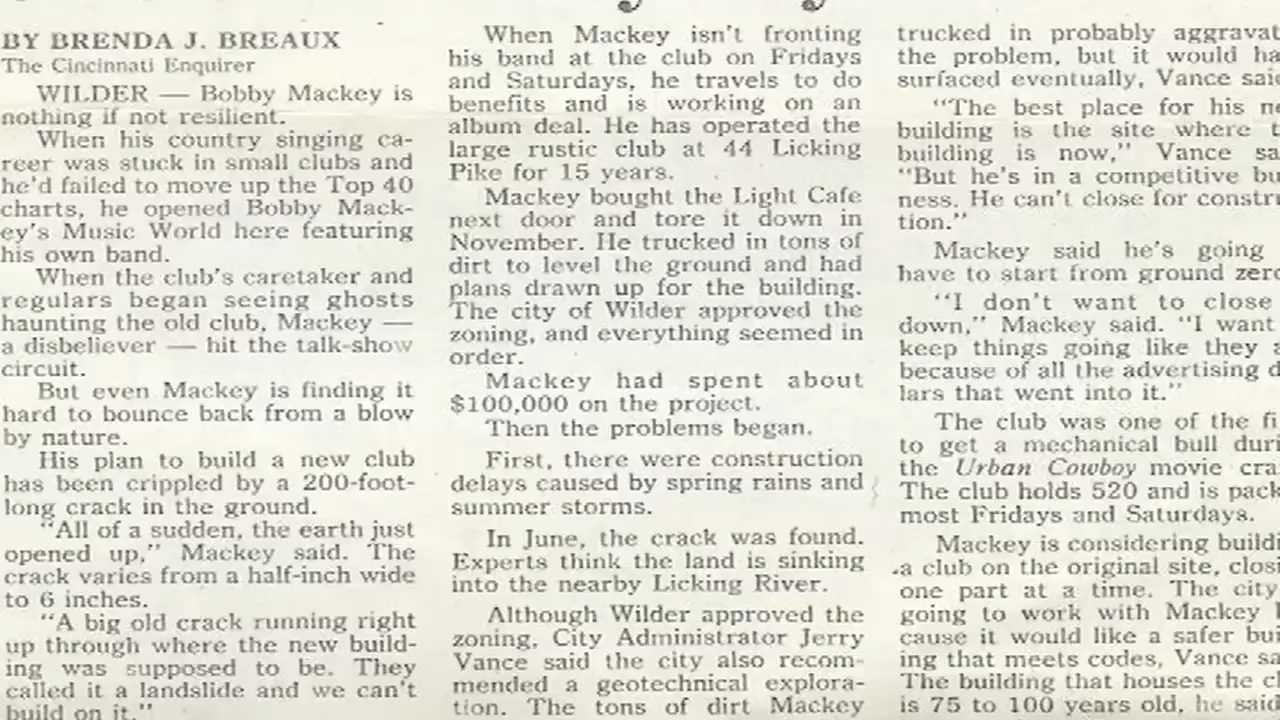 BY BRENDA J. BREAUX
The Cincinnati Enquirer
WILDER — Bobby Mackey is
nothing if not resilient.
When his country singing ca-
reer was stuck in small clubs and
he'd failed to move up the Top 40
charts, he opened Bobby Mack-
ey's Music World here featuring
his own band.
When the club's caretaker and
regulars began seeing ghosts
haunting the old club, Mackey —
a disbeliever — hit the talk-show
circuit.
But even Mackey is finding it
hard to bounce back from a blow
by nature.
His plan to build a new club
has been crippled by a 200-foot-
long crack in the ground.
"All of a sudden, the earth just
opened up," Mackey said. The
crack varies from a half-inch wide
to 6 inches.
"A big old crack running right
up through where the new build-
ing was supposed to be. They
called it a landslide and we can't
build on it."
When Mackey isn't fronting
his band at the club on Fridays
and Saturdays, he travels to do
benefits and is working on an
album deal. He has operated the
large rustic club at 44 Licking
Pike for 15 years.
Mackey bought the Light Cafe
next door and tore it down in
November. He trucked in tons of
dirt to level the ground and had
plans drawn up for the building.
The city of Wilder approved the
zoning, and everything seemed in
order.
Mackey had spent about
$100,000 on the project.
Then the problems began.
First, there were construction
delays caused by spring rains and
summer storms.
In June, the crack was found.
Experts think the land is sinking
into the nearby Licking River.
Although Wilder approved the
zoning, City Administrator Jerry
Vance said the city also recom-
mended a geotechnical explora-
tion. The tons of dirt Mackey
trucked in probably aggravat
the problem, but it would ha
surfaced eventually, Vance said
"The best place for his ne
building is the site where t
building is now," Vance sa
"But he's in a competitive bu
ness. He can't close for constru
tion."
Mackey said he's going
have to start from ground zero
"I don't want to close
down," Mackey said. "I want
keep things going like they a
because of all the advertising d
lars that went into it."
The club was one of the fi
to get a mechanical bull duri
the Urban Cowboy movie cra
The club holds 520 and is pack
most Fridays and Saturdays.
Mackey is considering buildi
a club on the original site, closi
one part at a time. The city
going to work with Mackey b
cause it would like a safer bui
ing that meets codes, Vance sa
The building that houses the cl
is 75 to 100 years old, he said